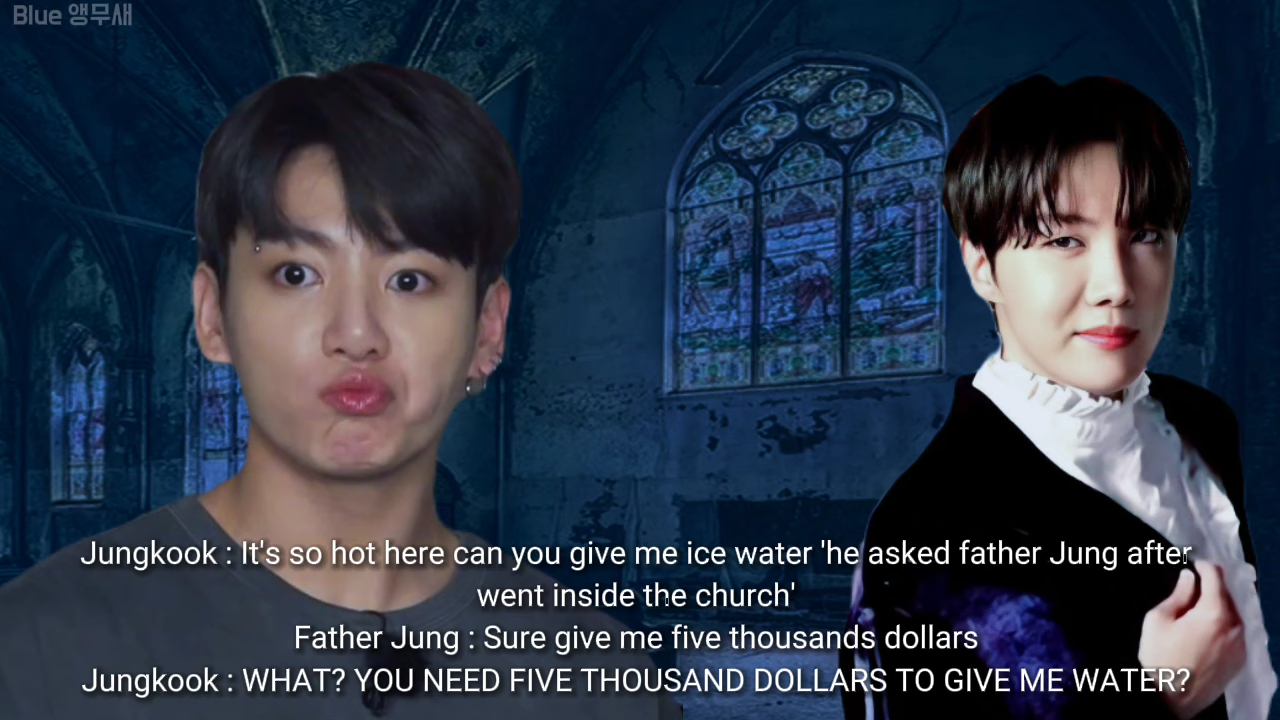 Blue 앵무새
Jungkook : It's so hot here can you give me ice water 'he asked father Jung after
went inside the church'
Father Jung : Sure give me five thousands dollars
Jungkook : WHAT? YOU NEED FIVE THOUSAND DOLLARS TO GIVE ME WATER?